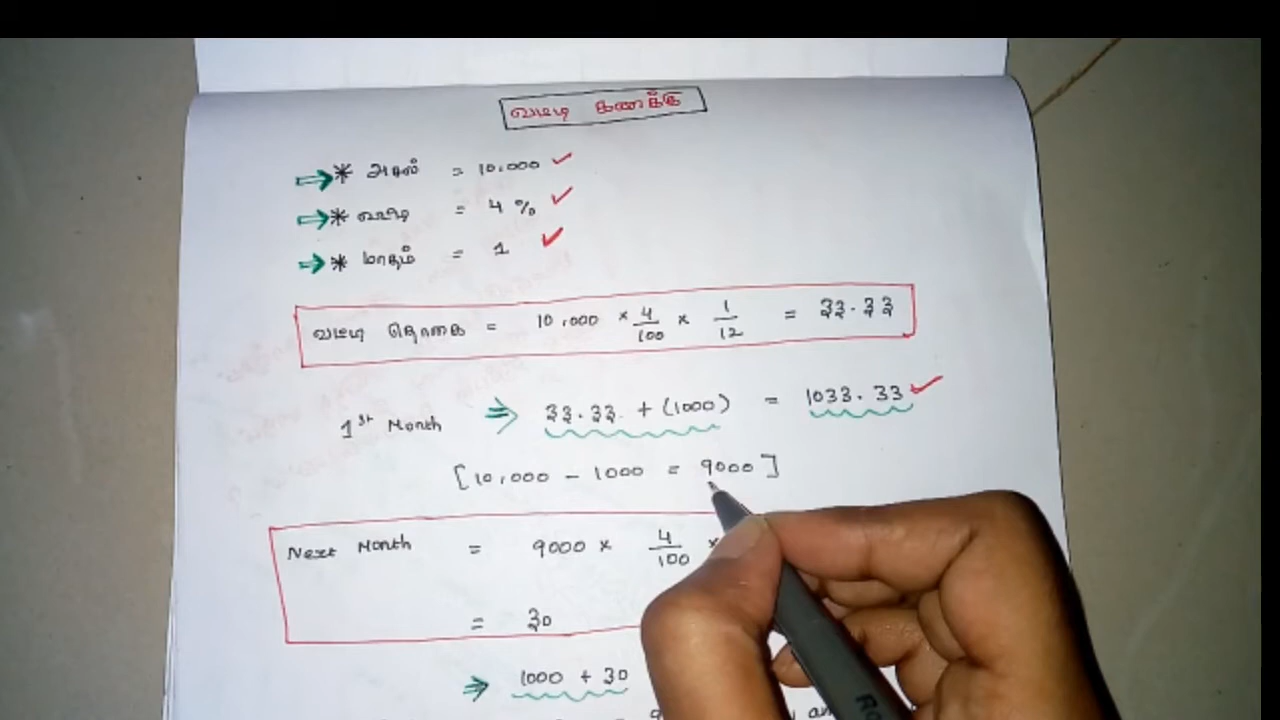 வட்டி கணக்கு
* அசல் = 10,000 ✓
* வட்டி = 4 % ✓
* மாதம் = 1 ✓
வட்டி தொகை = 10,000 × 4/100 × 1/12 = 33.33
1st Month ⇒ 33.33 + (1000) = 1033.33 ✓
[10,000 - 1000 = 9000]
Next Month = 9000 × 4/100 ×
= 30
⇒ 1000 + 30